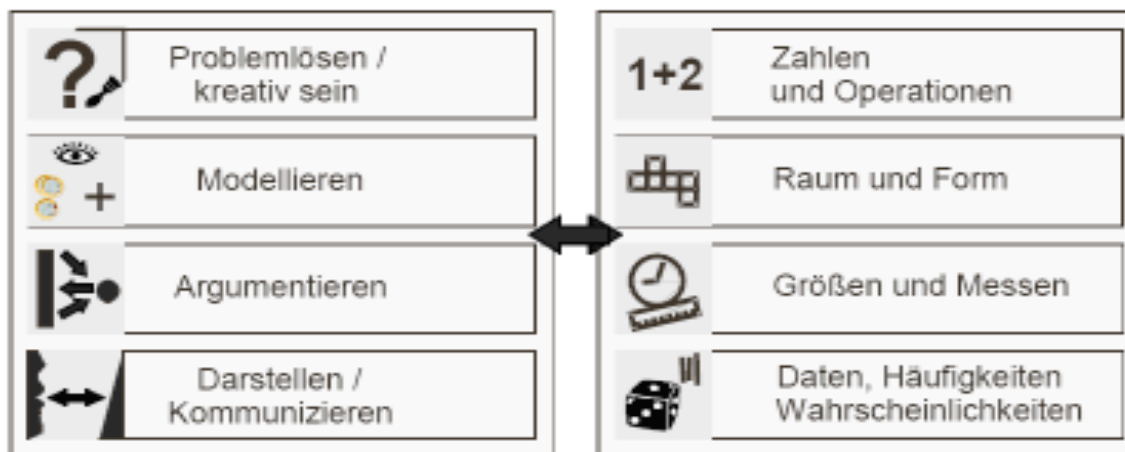 Problemlösen /
kreativ sein
Modellieren
Argumentieren
Darstellen /
Kommunizieren
1+2
Zahlen
und Operationen
Raum und Form
Größen und Messen
Daten, Häufigkeiten
Wahrscheinlichkeiten